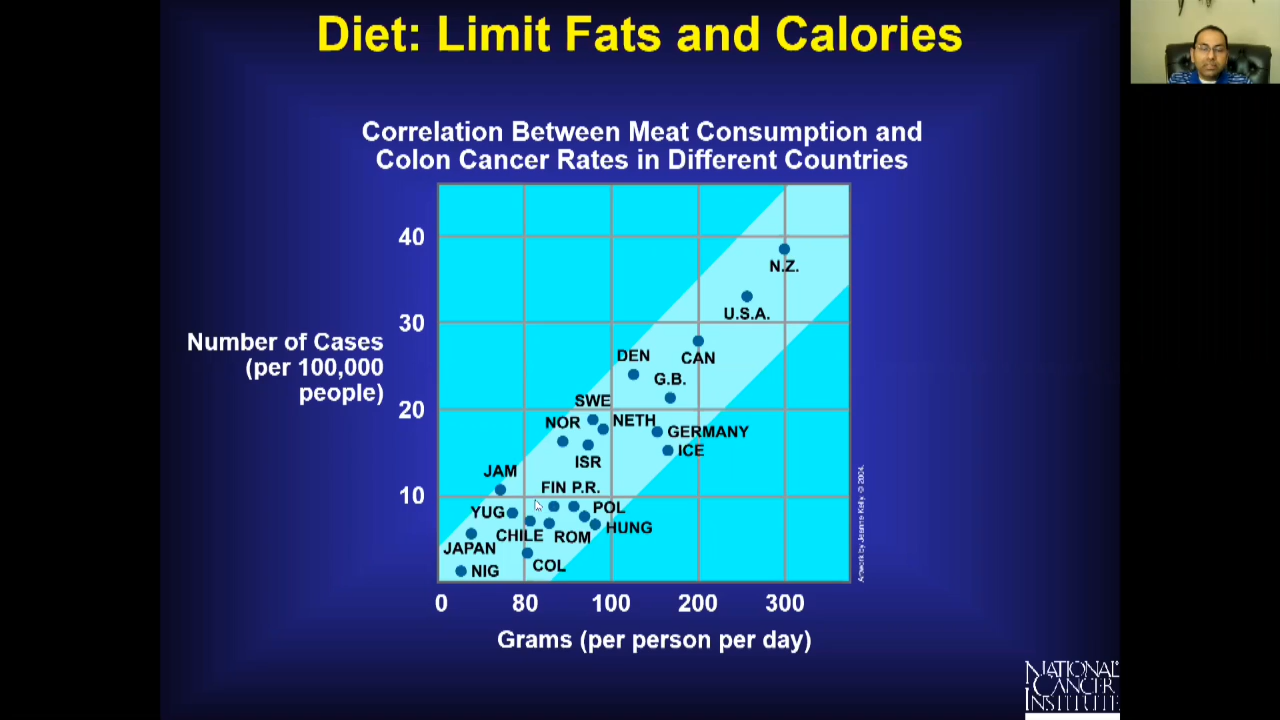 Diet: Limit Fats and Calories
Correlation Between Meat Consumption and
Colon Cancer Rates in Different Countries
40
N.Z.
U.S.A.
30
Number of Cases
(per 100,000
people)
DEN
CAN
G.B.
SWE
20
NOR
NETH
GERMANY
ICE
ISR
JAM
FIN P.R.
10
YUG
POL
HUNG
CHILE
ROM
JAPAN
COL
NIG
Artwork by Jeanne Kelly © 2004.
0 80 100 200 300
Grams (per person per day)
NATIONAL
CANCER
INSTITUTE